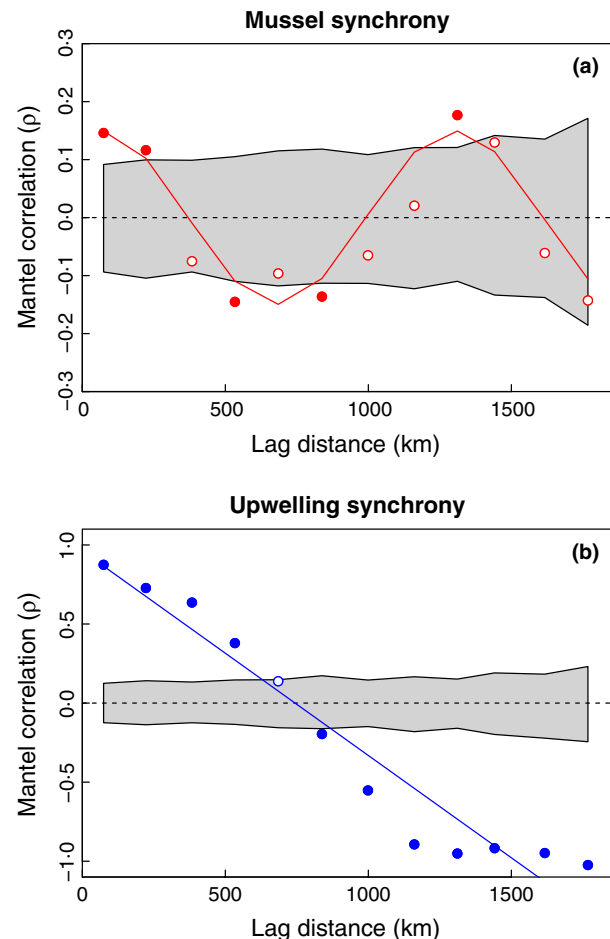 Mussel synchrony
(a)
Mantel correlation (ρ)
0·3
0·2
0·1
0·0
−0·1
−0·2
−0·3
0 500 1000 1500
Lag distance (km)
Upwelling synchrony
(b)
Mantel correlation (ρ)
1·0
0·5
0·0
−0·5
−1·0
0 500 1000 1500
Lag distance (km)